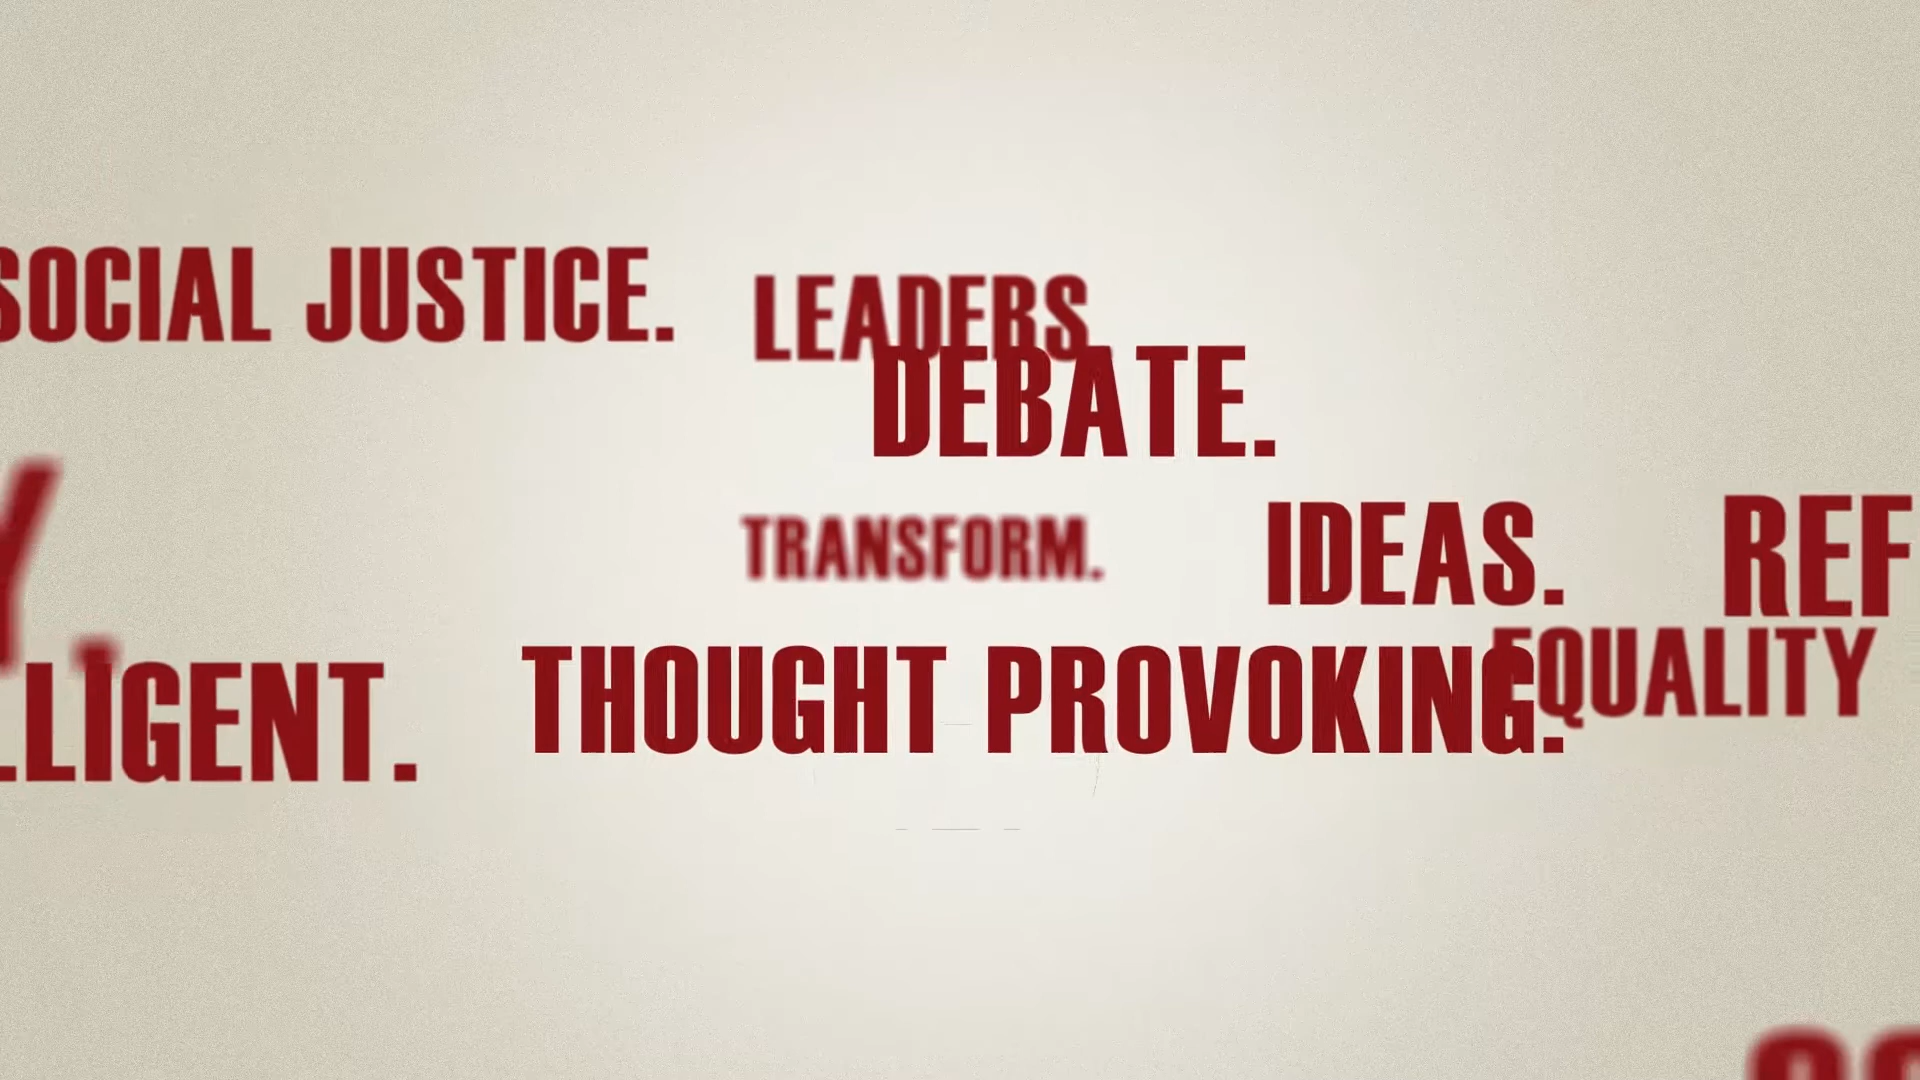 SOCIAL JUSTICE.
LEADERS
DEBATE.
TRANSFORM.
IDEAS.
REF
EQUALITY
Y.
LLIGENT.
THOUGHT PROVOKING.